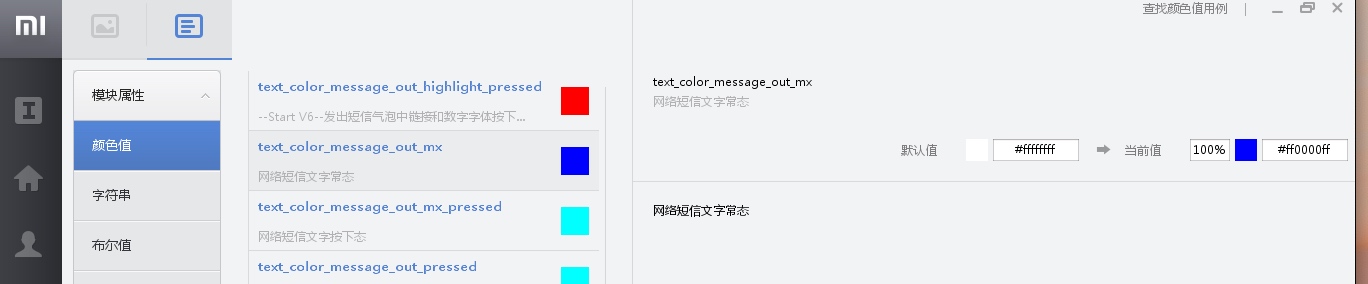 MI
查找颜色值用例
模块属性
颜色值
字符串
布尔值
text_color_message_out_highlight_pressed
--Start V6--发出短信气泡中链接和数字字体按下...
text_color_message_out_mx
网络短信文字常态
text_color_message_out_mx_pressed
网络短信文字按下态
text_color_message_out_pressed
text_color_message_out_mx
网络短信文字常态
默认值 #ffffffff 当前值 100% #ff0000ff
网络短信文字常态